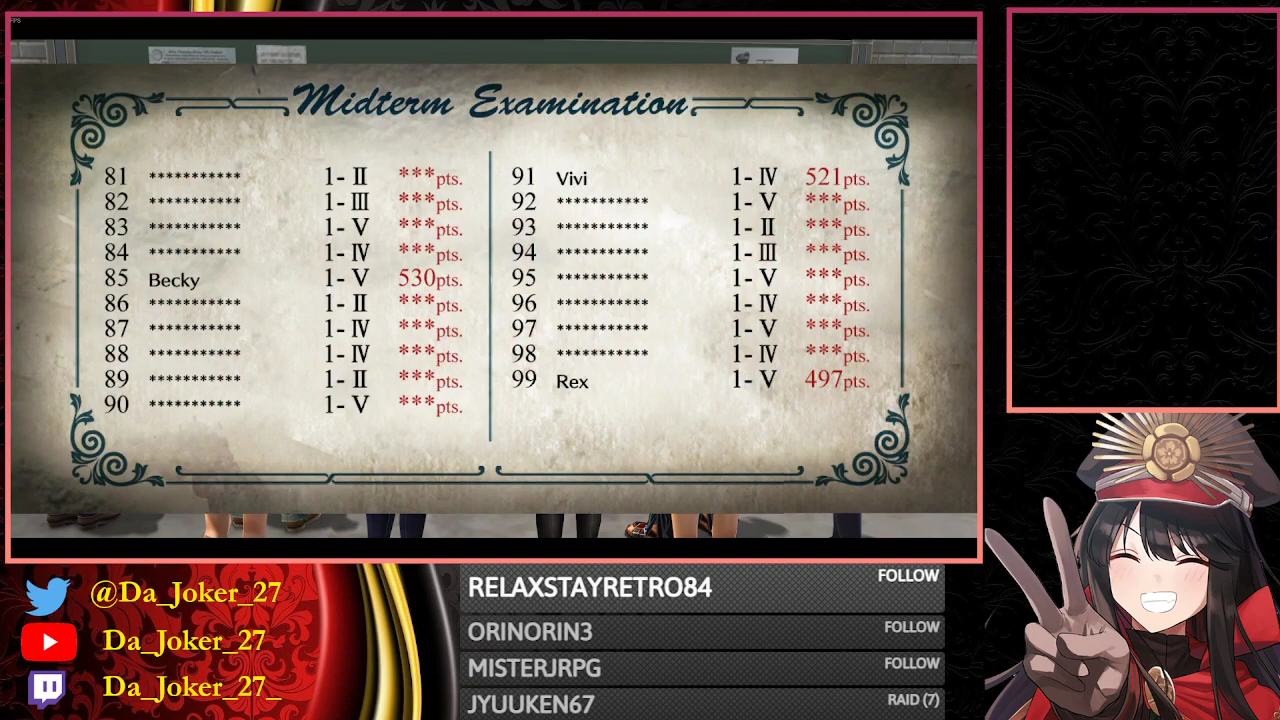 FPS
Midterm Examination
81 *********** 1-Ⅱ ***pts.
82 *********** 1-Ⅲ ***pts.
83 *********** 1-Ⅴ ***pts.
84 *********** 1-Ⅳ ***pts.
85 Becky 1-Ⅴ 530pts.
86 *********** 1-Ⅱ ***pts.
87 *********** 1-Ⅳ ***pts.
88 *********** 1-Ⅳ ***pts.
89 *********** 1-Ⅱ ***pts.
90 *********** 1-Ⅴ ***pts.
91 Vivi 1-Ⅳ 521pts.
92 *********** 1-Ⅴ ***pts.
93 *********** 1-Ⅱ ***pts.
94 *********** 1-Ⅲ ***pts.
95 *********** 1-Ⅴ ***pts.
96 *********** 1-Ⅳ ***pts.
97 *********** 1-Ⅴ ***pts.
98 *********** 1-Ⅳ ***pts.
99 Rex 1-Ⅴ 497pts.
@Da_Joker_27
Da_Joker_27
Da_Joker_27_
RELAXSTAYRETRO84 FOLLOW
ORINORIN3 FOLLOW
MISTERJRPG FOLLOW
JYUUKEN67 RAID (7)